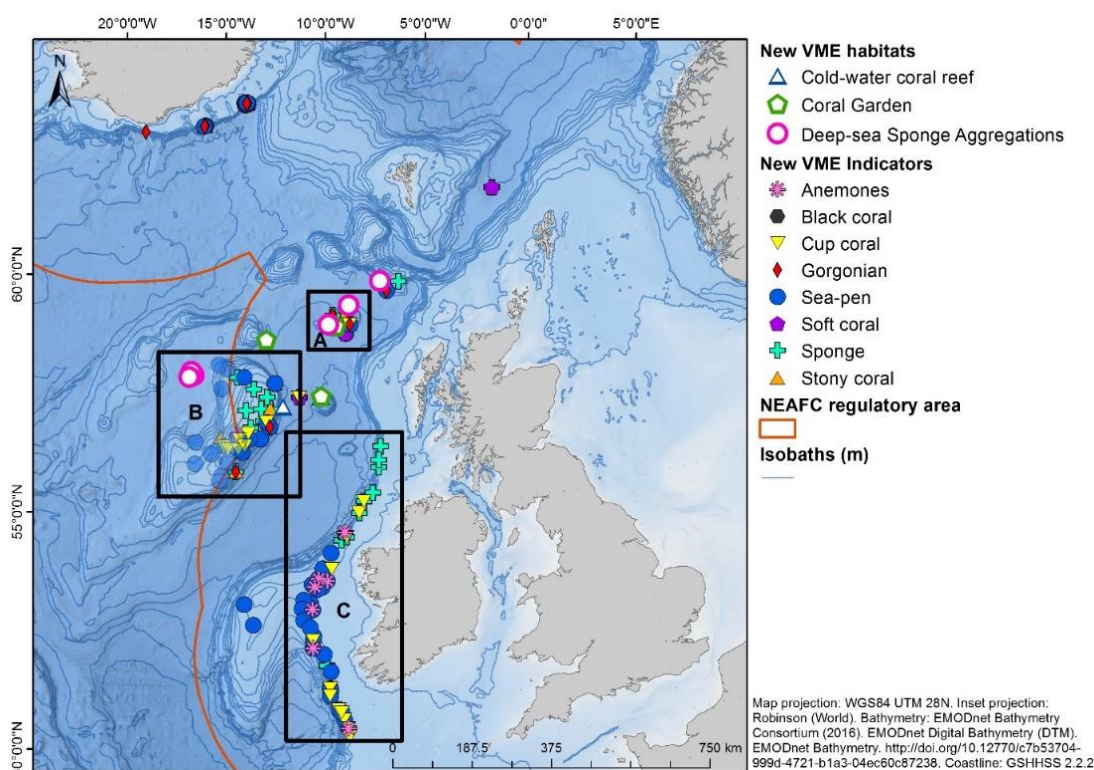 20°0'0"W 15°0'0"W 10°0'0"W 5°0'0"W 0°0'0" 5°0'0"E
N
60°0'0"N
55°0'0"N
0°0'0"N
A
B
C
0 187.5 375 750 km
New VME habitats
Cold-water coral reef
Coral Garden
Deep-sea Sponge Aggregations
New VME Indicators
Anemones
Black coral
Cup coral
Gorgonian
Sea-pen
Soft coral
Sponge
Stony coral
NEAFC regulatory area
Isobaths (m)
Map projection: WGS84 UTM 28N. Inset projection:
Robinson (World). Bathymetry: EMODnet Bathymetry
Consortium (2016). EMODnet Digital Bathymetry (DTM).
EMODnet Bathymetry. http://doi.org/10.12770/c7b53704-
999d-4721-b1a3-04ec60c87238. Coastline: GSHHSS 2.2.2